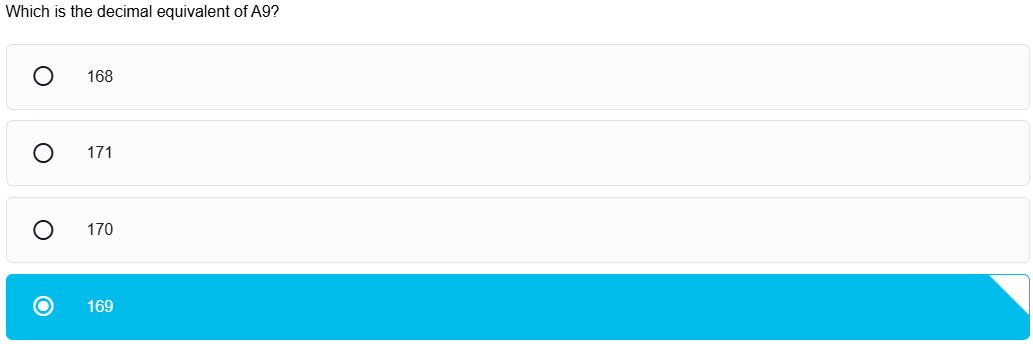 Which is the decimal equivalent of A9?
168
171
170
169